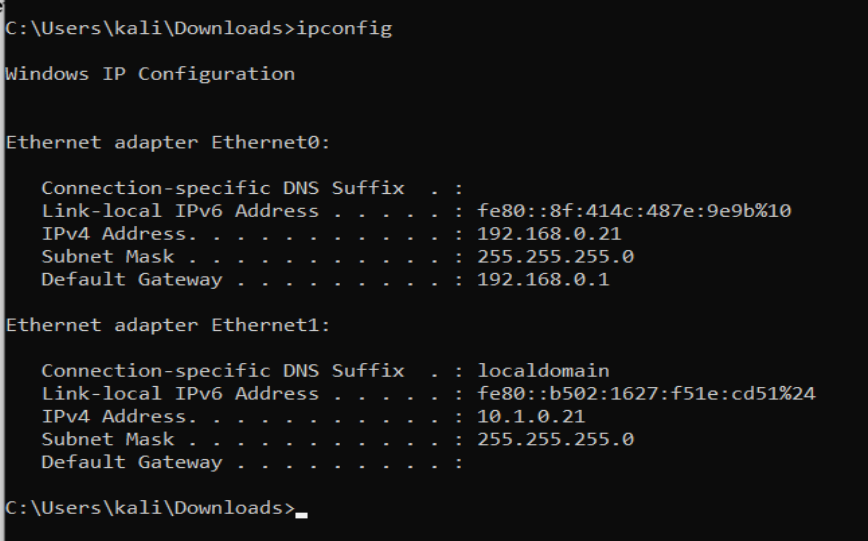 C:\Users\kali\Downloads>ipconfig
Windows IP Configuration
Ethernet adapter Ethernet0:
Connection-specific DNS Suffix . :
Link-local IPv6 Address . . . . . : fe80::8f:414c:487e:9e9b%10
IPv4 Address. . . . . . . . . . . : 192.168.0.21
Subnet Mask . . . . . . . . . . . : 255.255.255.0
Default Gateway . . . . . . . . . : 192.168.0.1
Ethernet adapter Ethernet1:
Connection-specific DNS Suffix . : localdomain
Link-local IPv6 Address . . . . . : fe80::b502:1627:f51e:cd51%24
IPv4 Address. . . . . . . . . . . : 10.1.0.21
Subnet Mask . . . . . . . . . . . : 255.255.255.0
Default Gateway . . . . . . . . . :
C:\Users\kali\Downloads>